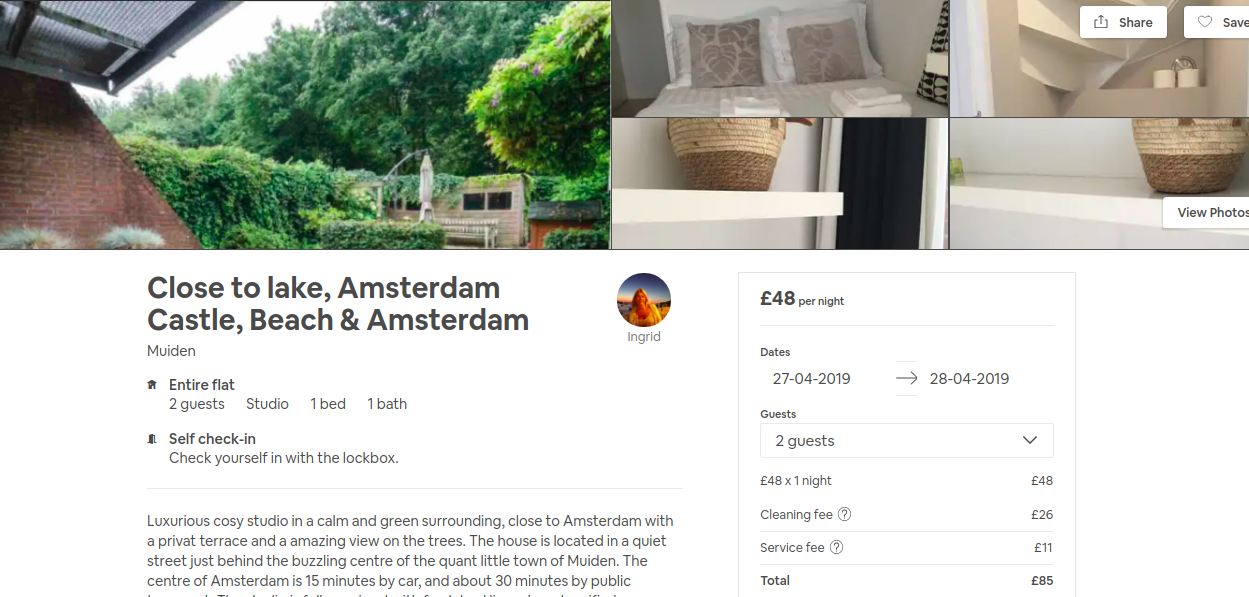 Share
Save
View Photos
Close to lake, Amsterdam
Castle, Beach & Amsterdam
Muiden
Ingrid
Entire flat
2 guests Studio 1 bed 1 bath
Self check-in
Check yourself in with the lockbox.
Luxurious cosy studio in a calm and green surrounding, close to Amsterdam with
a privat terrace and a amazing view on the trees. The house is located in a quiet
street just behind the buzzling centre of the quant little town of Muiden. The
centre of Amsterdam is 15 minutes by car, and about 30 minutes by public
£48 per night
Dates
27-04-2019 → 28-04-2019
Guests
2 guests
£48 x 1 night £48
Cleaning fee ? £26
Service fee ? £11
Total £85